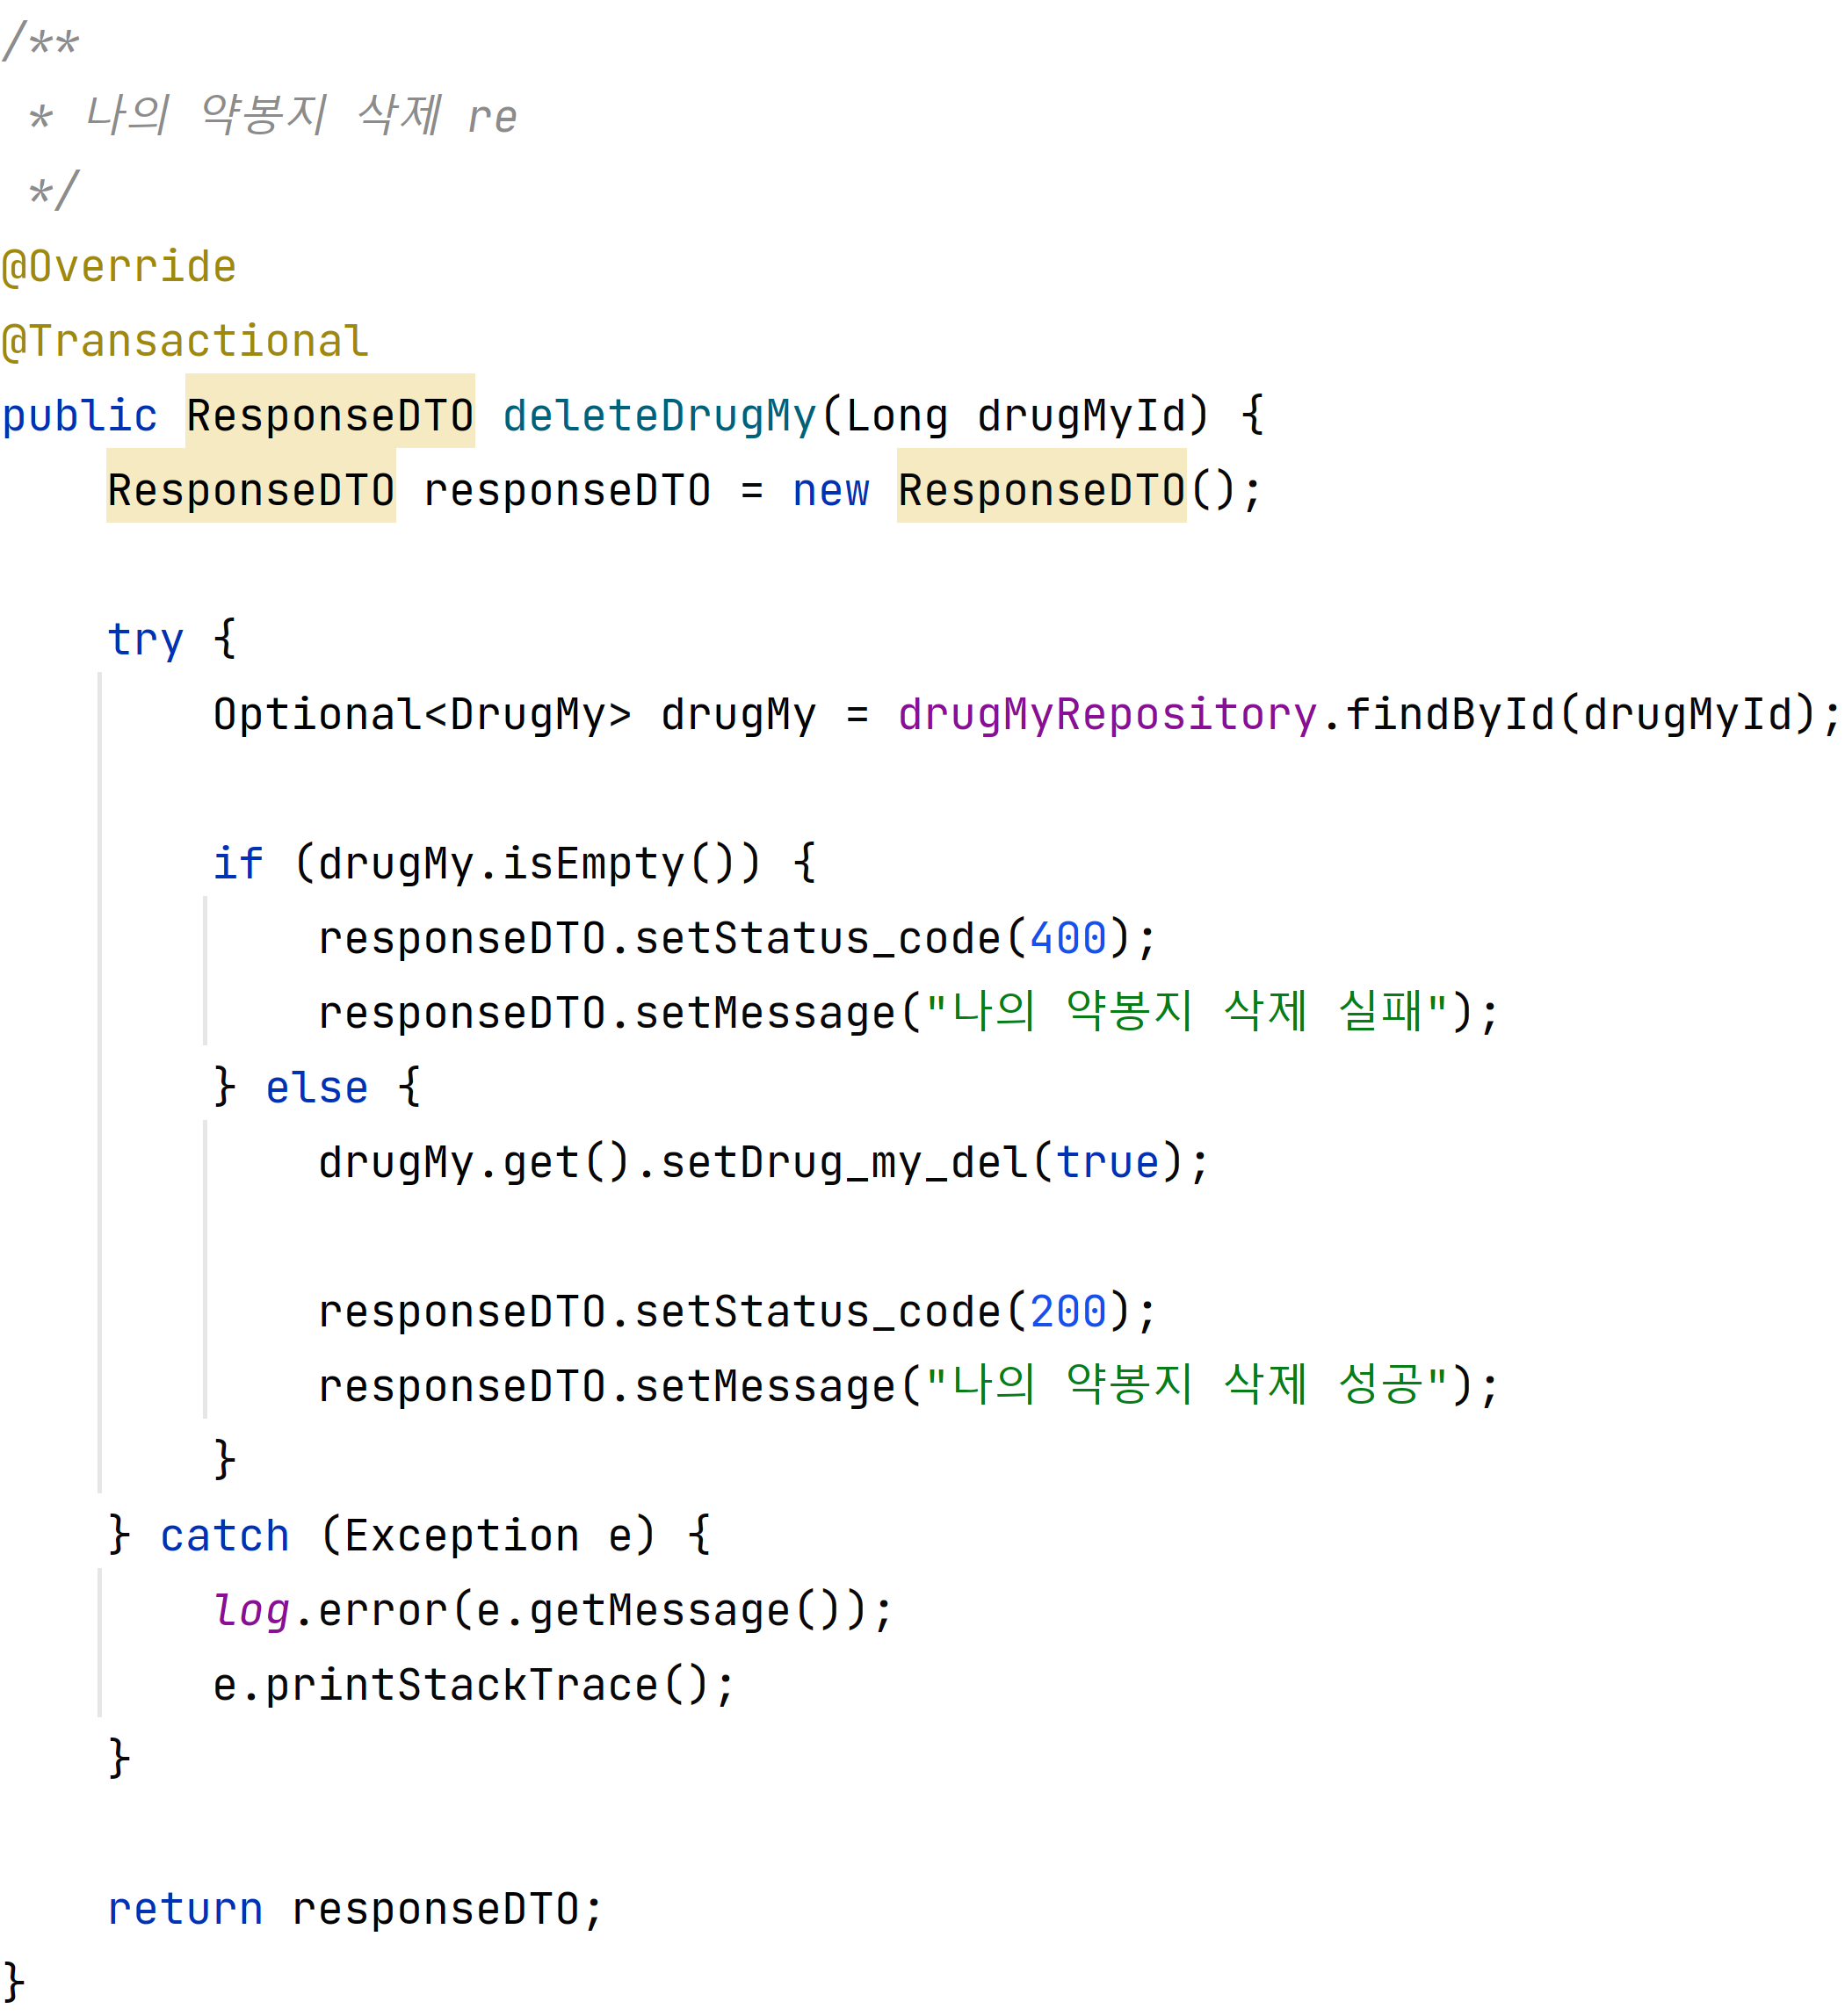 /**
 * 나의 약봉지 삭제 re
 */
@Override
@Transactional
public ResponseDTO deleteDrugMy(Long drugMyId) {
    ResponseDTO responseDTO = new ResponseDTO();

    try {
        Optional<DrugMy> drugMy = drugMyRepository.findById(drugMyId);

        if (drugMy.isEmpty()) {
            responseDTO.setStatus_code(400);
            responseDTO.setMessage("나의 약봉지 삭제 실패");
        } else {
            drugMy.get().setDrug_my_del(true);

            responseDTO.setStatus_code(200);
            responseDTO.setMessage("나의 약봉지 삭제 성공");
        }
    } catch (Exception e) {
        log.error(e.getMessage());
        e.printStackTrace();
    }

    return responseDTO;
}